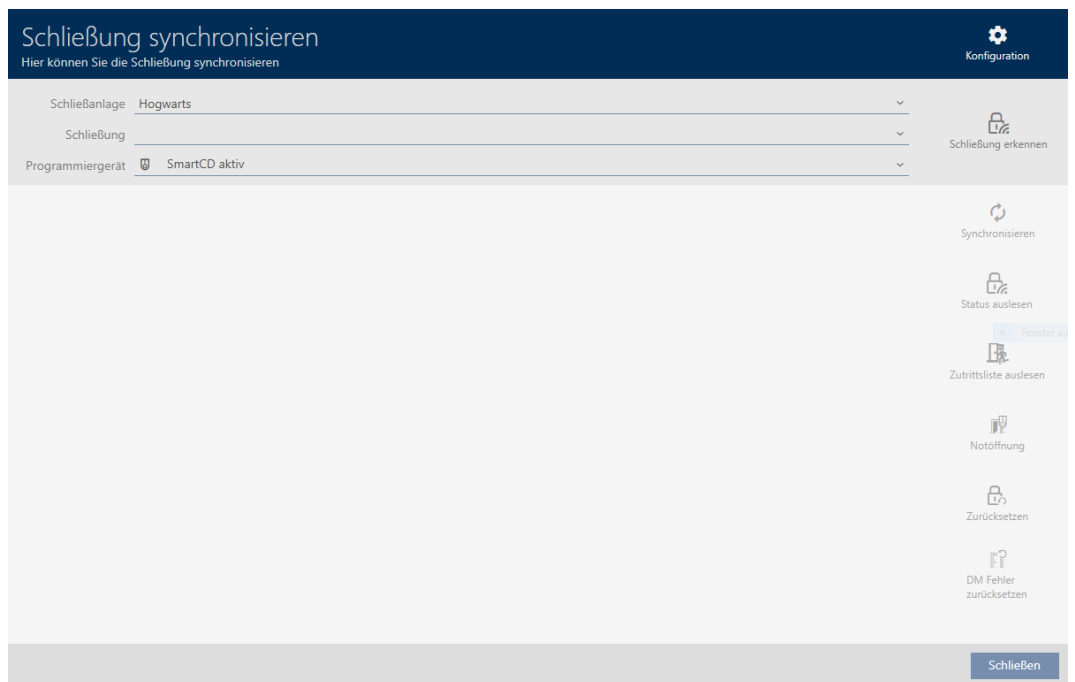 Schließung synchronisieren
Hier können Sie die Schließung synchronisieren
Konfiguration
Schließanlage Hogwarts
Schließung
Programmiergerät SmartCD aktiv
Schließung erkennen
Synchronisieren
Status auslesen
Fenster
Zutrittsliste auslesen
Notöffnung
Zurücksetzen
DM Fehler
zurücksetzen
Schließen